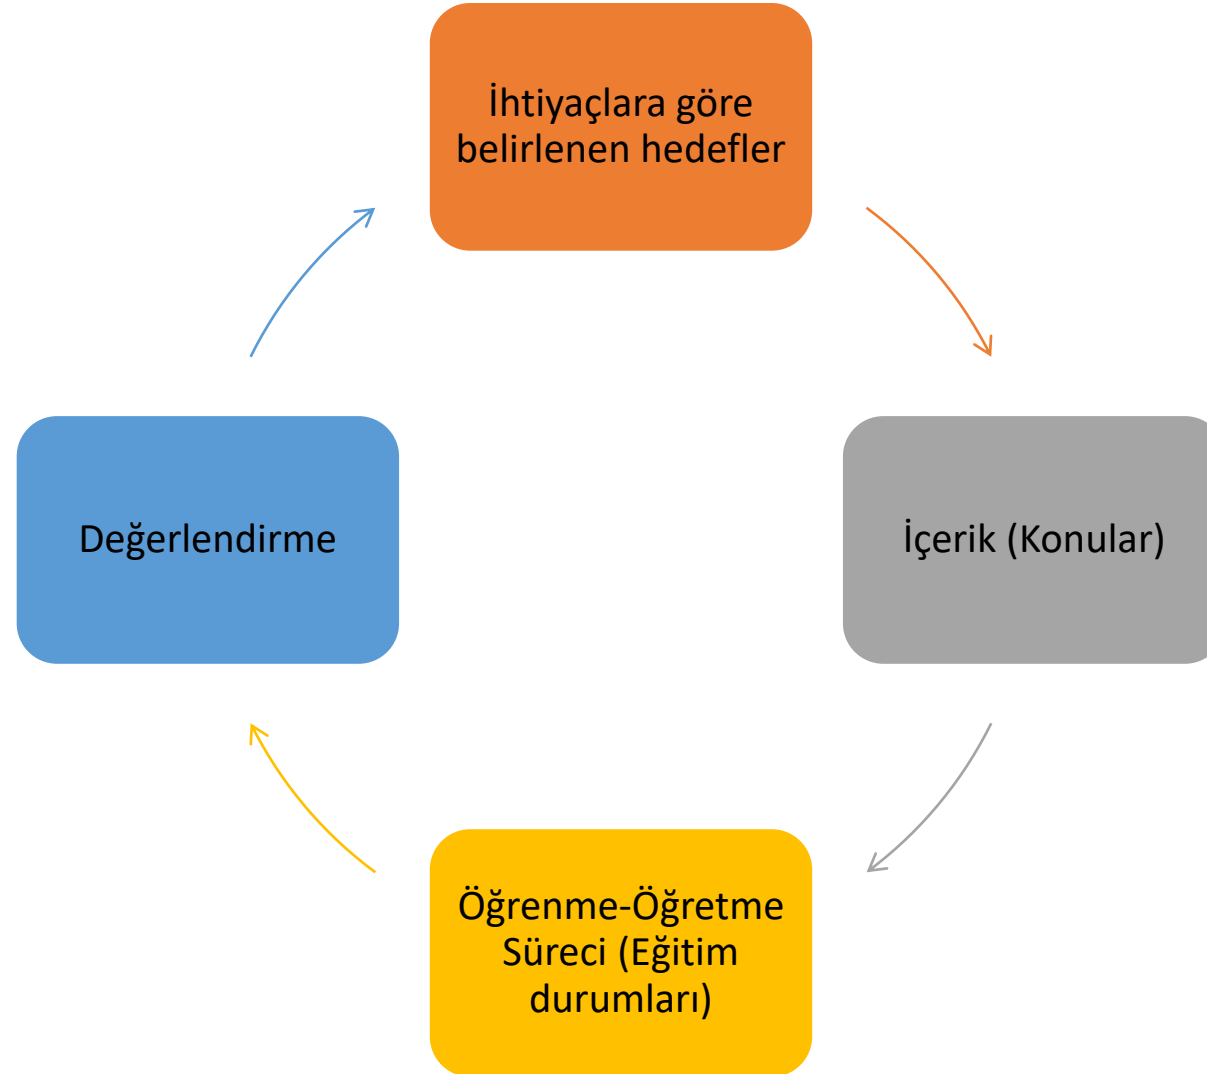 İhtiyaçlara göre
belirlenen hedefler
Değerlendirme
İçerik (Konular)
Öğrenme-Öğretme
Süreci (Eğitim
durumları)